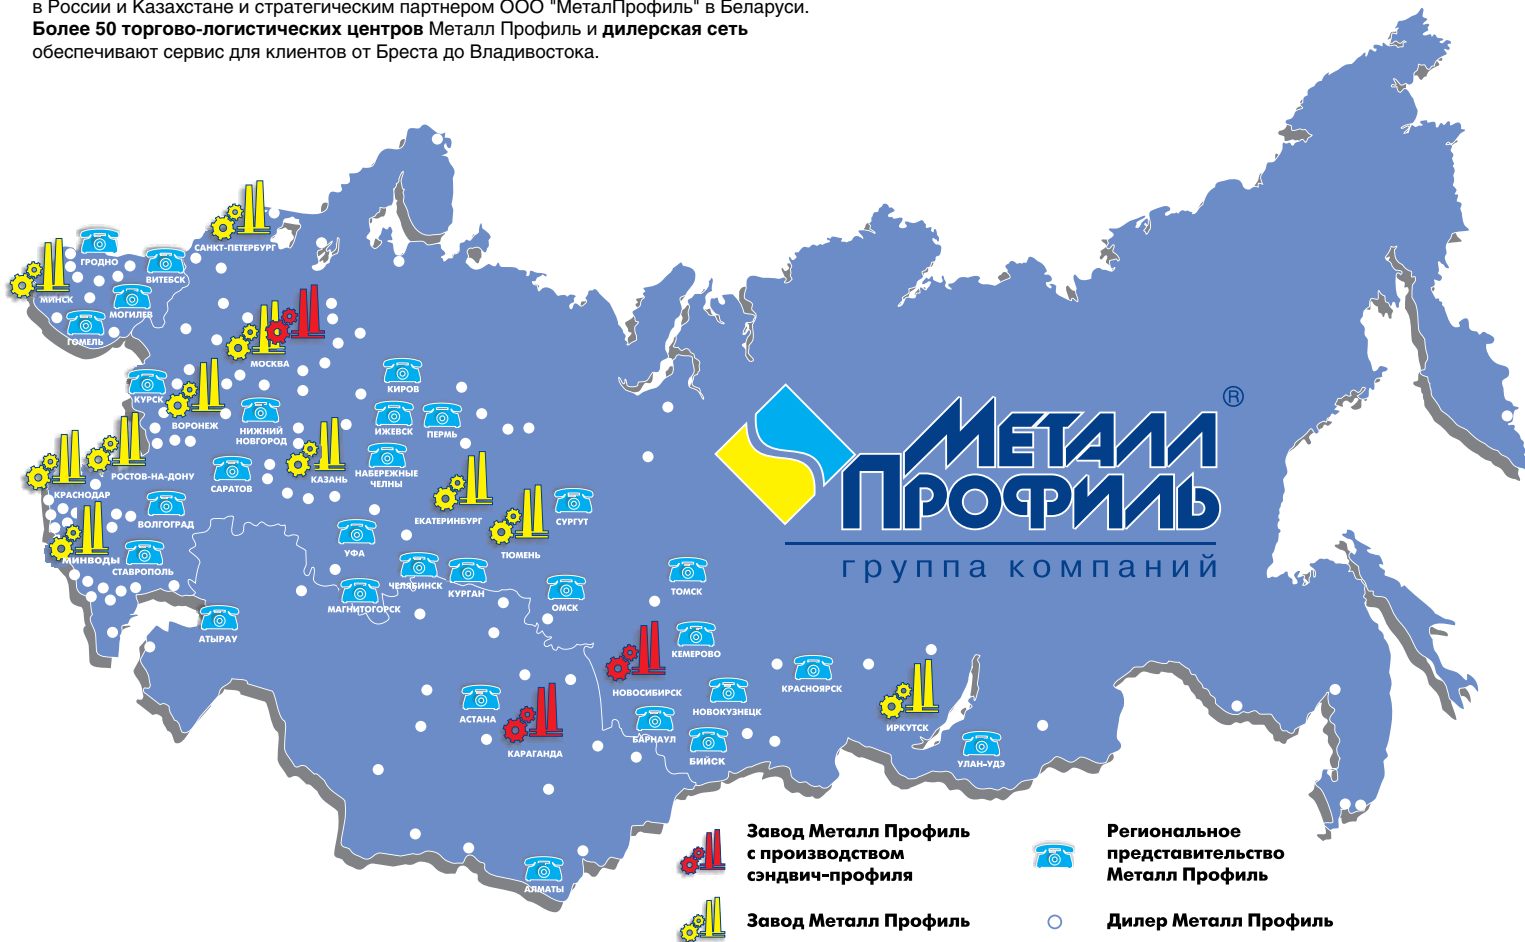 в России и Казахстане и стратегическим партнером ООО "МеталПрофиль" в Беларуси.
Более 50 торгово-логистических центров Металл Профиль и дилерская сеть
обеспечивают сервис для клиентов от Бреста до Владивостока.
САНКТ-ПЕТЕРБУРГ
ГРОДНО
ВИТЕБСК
МИНСК
МОГИЛЕВ
ГОМЕЛЬ
МОСКВА
КИРОВ
КУРСК
ВОРОНЕЖ
НИЖНИЙ
НОВГОРОД
ИЖЕВСК
ПЕРМЬ
МЕТАЛЛ
ПРОФИЛЬ
®
группа компаний
РОСТОВ-НА-ДОНУ
КАЗАНЬ
НАБЕРЕЖНЫЕ
ЧЕЛНЫ
САРАТОВ
КРАСНОДАР
ВОЛГОГРАД
ЕКАТЕРИНБУРГ
СУРГУТ
УФА
ТЮМЕНЬ
МИНВОДЫ
СТАВРОПОЛЬ
ЧЕЛЯБИНСК
КУРГАН
ТОМСК
МАГНИТОГОРСК
ОМСК
АТЫРАУ
КЕМЕРОВО
НОВОСИБИРСК
КРАСНОЯРСК
НОВОКУЗНЕЦК
АСТАНА
ИРКУТСК
БАРНАУЛ
КАРАГАНДА
БИЙСК
УЛАН-УДЭ
АЛМАТЫ
Завод Металл Профиль
с производством
сэндвич-профиля
Региональное
представительство
Металл Профиль
Завод Металл Профиль
Дилер Металл Профиль